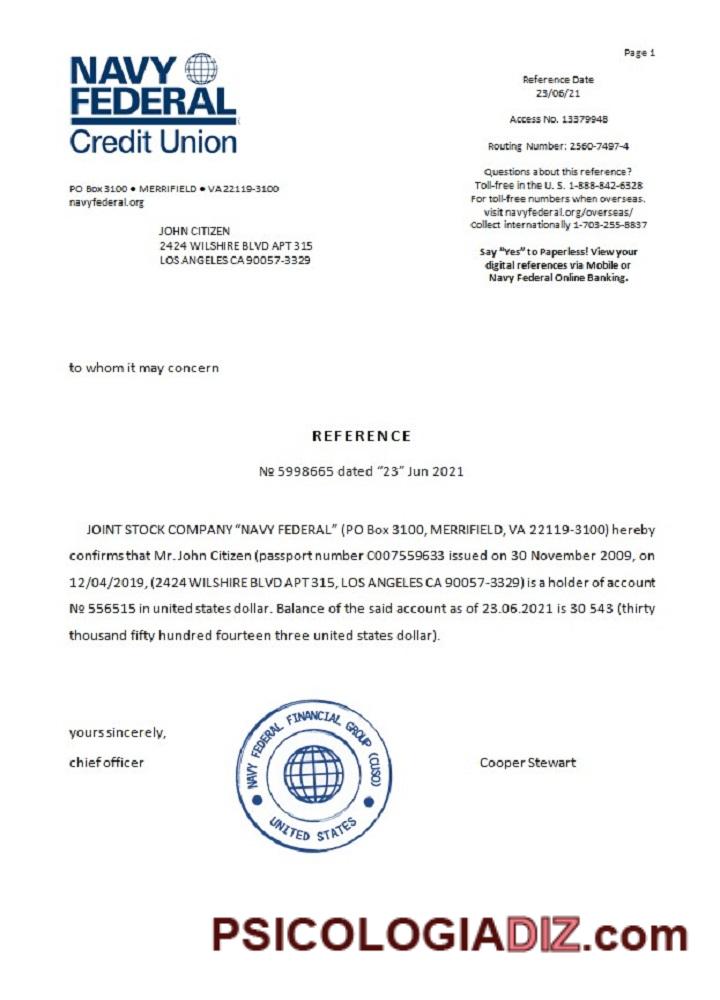 Page 1
NAVY
FEDERAL
Credit Union
Reference Date
23/06/21
Access No. 13379948
Routing Number: 2560-7497-4
Questions about this reference?
Toll-free in the U. S. 1-888-842-6328
For toll-free numbers when overseas.
visit navyfederal.org/overseas/
Collect internationally 1-703-255-8837
Say "Yes" to Paperless! View your
digital references via Mobile or
Navy Federal Online Banking.
PO Box 3100 • MERRIFIELD • VA 22119-3100
navyfederal.org
JOHN CITIZEN
2424 WILSHIRE BLVD APT 315
LOS ANGELES CA 90057-3329
to whom it may concern
REFERENCE
№ 5998665 dated "23" Jun 2021
JOINT STOCK COMPANY "NAVY FEDERAL" (PO Box 3100, MERRIFIELD, VA 22119-3100) hereby
confirms that Mr. John Citizen (passport number C007559633 issued on 30 November 2009, on
12/04/2019, (2424 WILSHIRE BLVD APT 315, LOS ANGELES CA 90057-3329) is a holder of account
№ 556515 in united states dollar. Balance of the said account as of 23.06.2021 is 30 543 (thirty
thousand fifty hundred fourteen three united states dollar).
yours sincerely,
chief officer
NAVY FEDERAL FINANCIAL GROUP (CUSO)
UNITED STATES
Cooper Stewart
PSICOLOGIADIZ.com